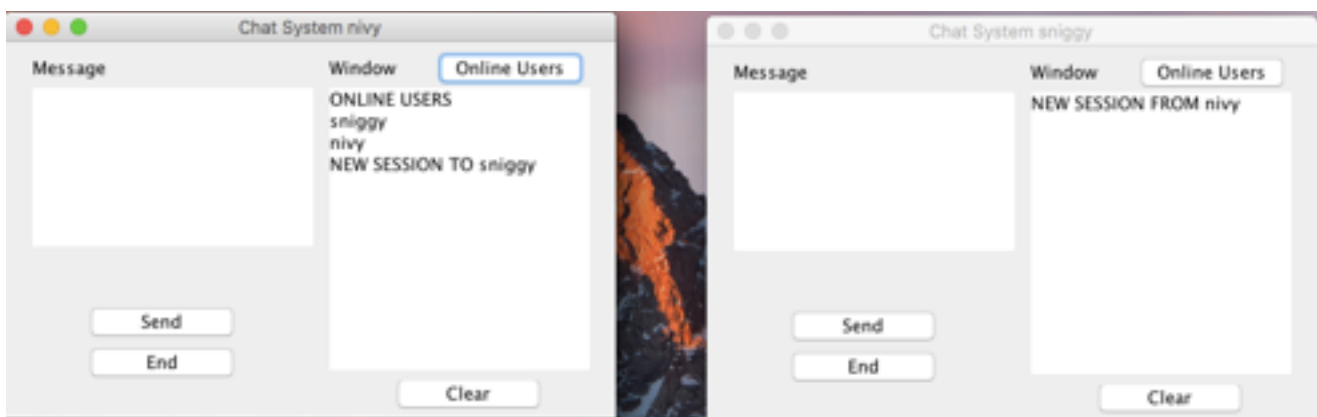 Chat System nivy
Message
Window
Online Users
ONLINE USERS
sniggy
nivy
NEW SESSION TO sniggy
Send
End
Clear
Chat System sniggy
Message
Window
Online Users
NEW SESSION FROM nivy
Send
End
Clear